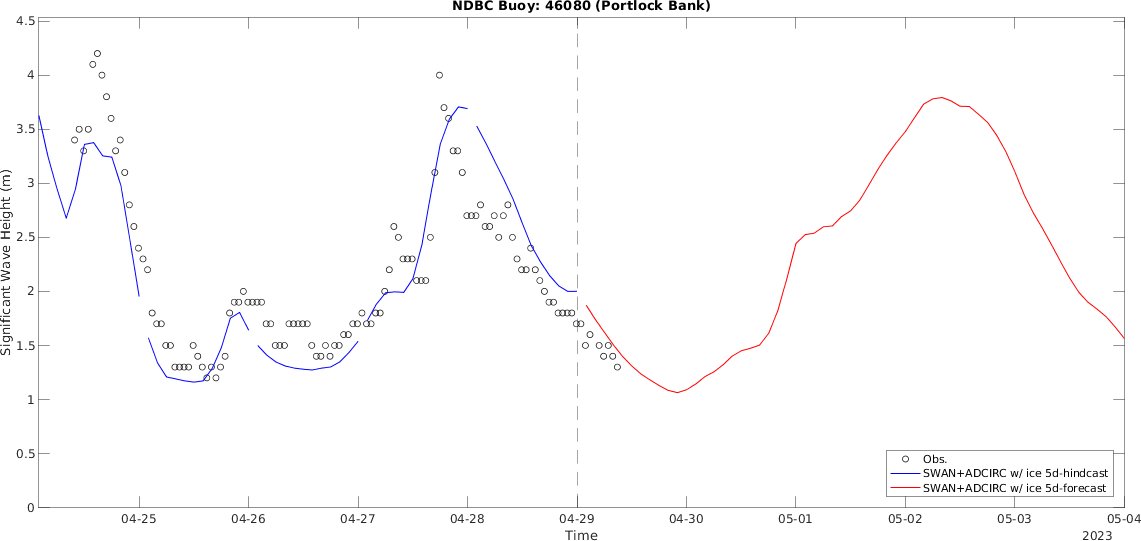 NDBC Buoy: 46080 (Portlock Bank)
4.5
4
3.5
3
2.5
2
1.5
1
0.5
0
Significant Wave Height (m)
Obs.
SWAN+ADCIRC w/ ice 5d-hindcast
SWAN+ADCIRC w/ ice 5d-forecast
04-25 04-26 04-27 04-28 04-29 04-30 05-01 05-02 05-03 05-04
Time
2023